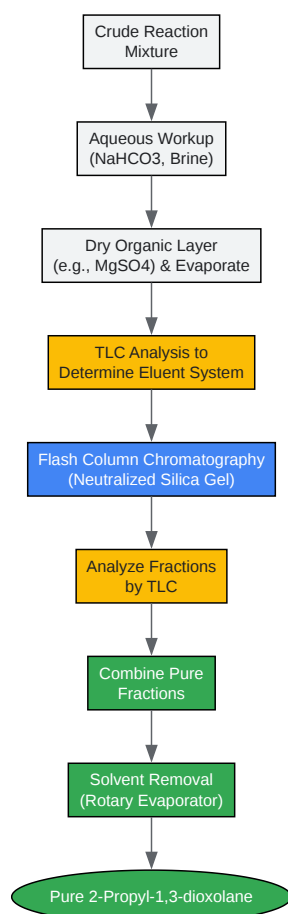 Crude Reaction
Mixture
Aqueous Workup
(NaHCO3, Brine)
Dry Organic Layer
(e.g., MgSO4) & Evaporate
TLC Analysis to
Determine Eluent System
Flash Column Chromatography
(Neutralized Silica Gel)
Analyze Fractions
by TLC
Combine Pure
Fractions
Solvent Removal
(Rotary Evaporator)
Pure 2-Propyl-1,3-dioxolane